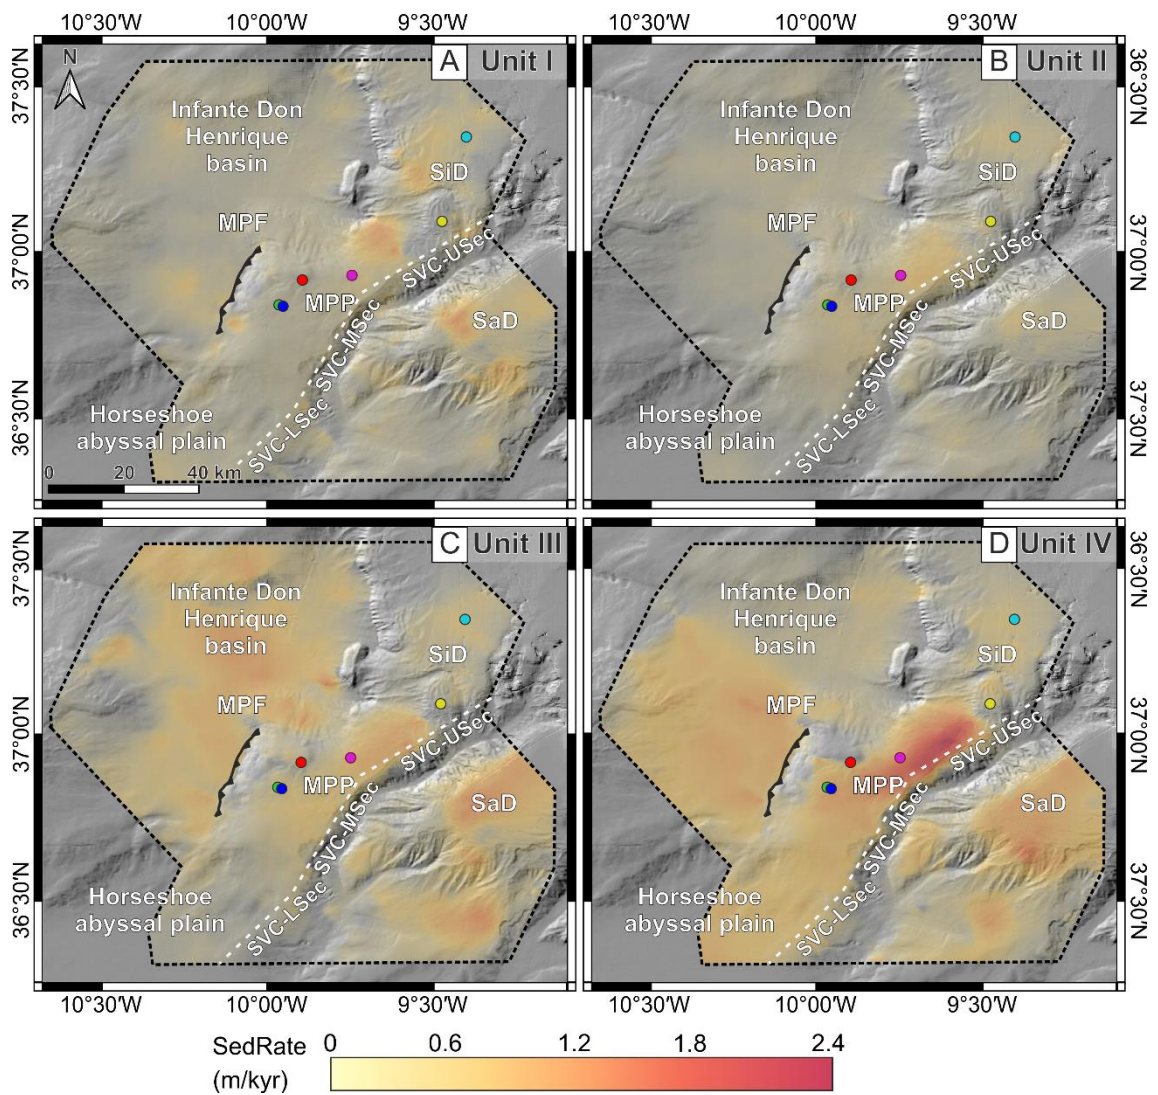 10°30'W 10°00'W 9°30'W 10°30'W 10°00'W 9°30'W
N
A Unit I
37°30'N
Infante Don
Henrique
basin
SiD
MPF
37°00'N
SVC-USec
MPP
SVC-MSec
SaD
SVC-LSec
36°30'N
Horseshoe
abyssal plain
0 20 40 km
B Unit II
36°30'N
Infante Don
Henrique
basin
SiD
MPF
37°00'N
SVC-USec
MPP
SVC-MSec
SaD
SVC-LSec
37°30'N
Horseshoe
abyssal plain
C Unit III
37°30'N
Infante Don
Henrique
basin
SiD
MPF
37°00'N
SVC-USec
MPP
SVC-MSec
SaD
SVC-LSec
36°30'N
Horseshoe
abyssal plain
D Unit IV
36°30'N
Infante Don
Henrique
basin
SiD
MPF
37°00'N
SVC-USec
MPP
SVC-MSec
SaD
SVC-LSec
37°30'N
Horseshoe
abyssal plain
10°30'W 10°00'W 9°30'W 10°30'W 10°00'W 9°30'W
SedRate 0 0.6 1.2 1.8 2.4
(m/kyr)